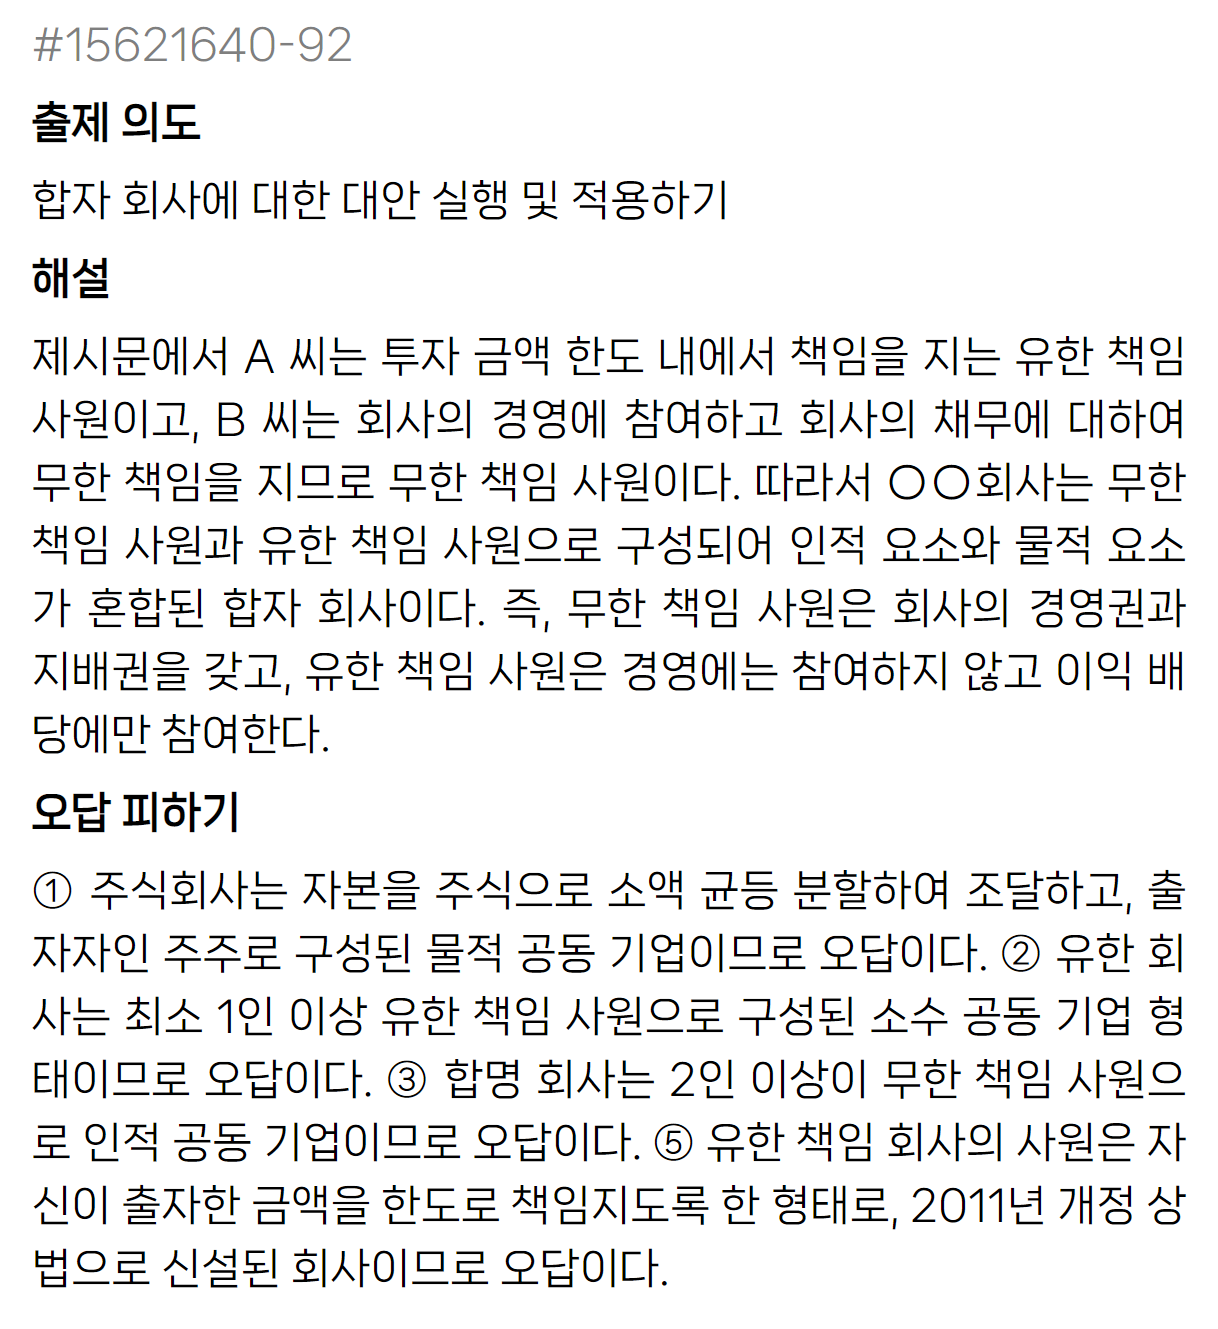 #15621640-92
출제 의도
합자 회사에 대한 대안 실행 및 적용하기
해설
제시문에서 A 씨는 투자 금액 한도 내에서 책임을 지는 유한 책임
사원이고, B 씨는 회사의 경영에 참여하고 회사의 채무에 대하여
무한 책임을 지므로 무한 책임 사원이다. 따라서 ○○회사는 무한
책임 사원과 유한 책임 사원으로 구성되어 인적 요소와 물적 요소
가 혼합된 합자 회사이다. 즉, 무한 책임 사원은 회사의 경영권과
지배권을 갖고, 유한 책임 사원은 경영에는 참여하지 않고 이익 배
당에만 참여한다.
오답 피하기
① 주식회사는 자본을 주식으로 소액 균등 분할하여 조달하고, 출
자자인 주주로 구성된 물적 공동 기업이므로 오답이다. ② 유한 회
사는 최소 1인 이상 유한 책임 사원으로 구성된 소수 공동 기업 형
태이므로 오답이다. ③ 합명 회사는 2인 이상이 무한 책임 사원으
로 인적 공동 기업이므로 오답이다. ⑤ 유한 책임 회사의 사원은 자
신이 출자한 금액을 한도로 책임지도록 한 형태로, 2011년 개정 상
법으로 신설된 회사이므로 오답이다.